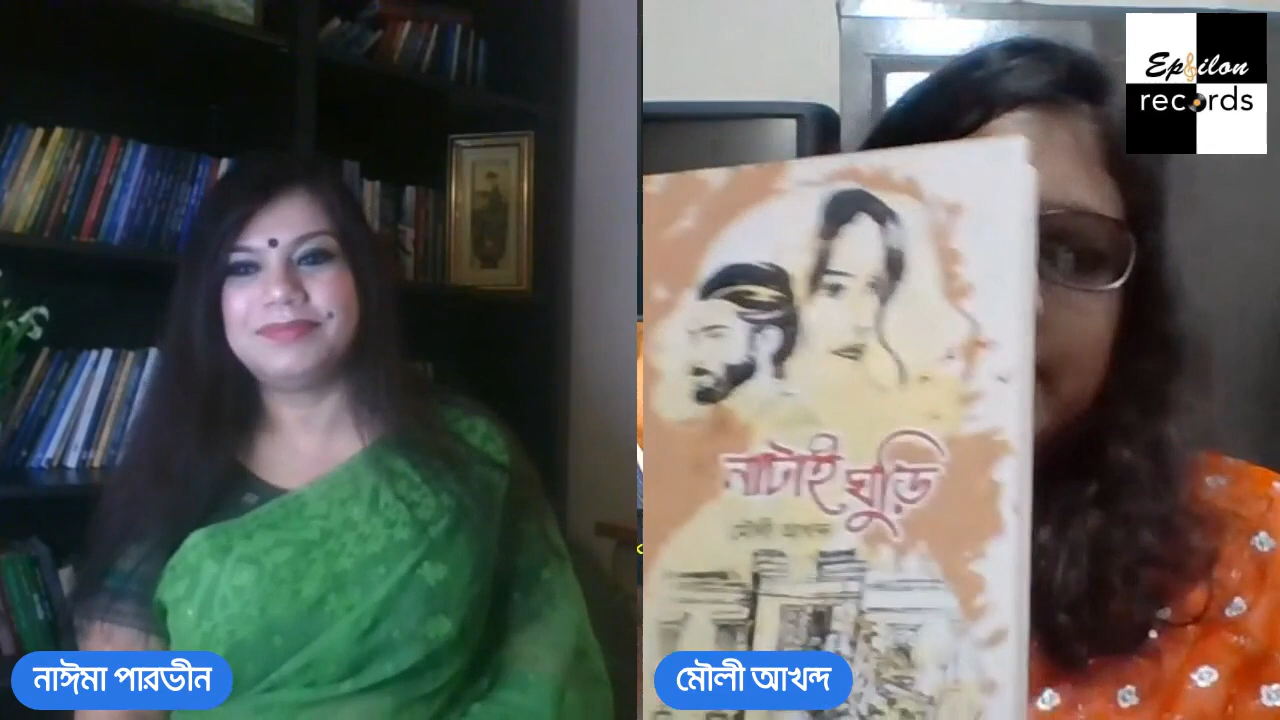 Epsilon
records
নাটাই ঘুড়ি
মৌলী আখন্দ
নাঈমা পারভীন
মৌলী আখন্দ